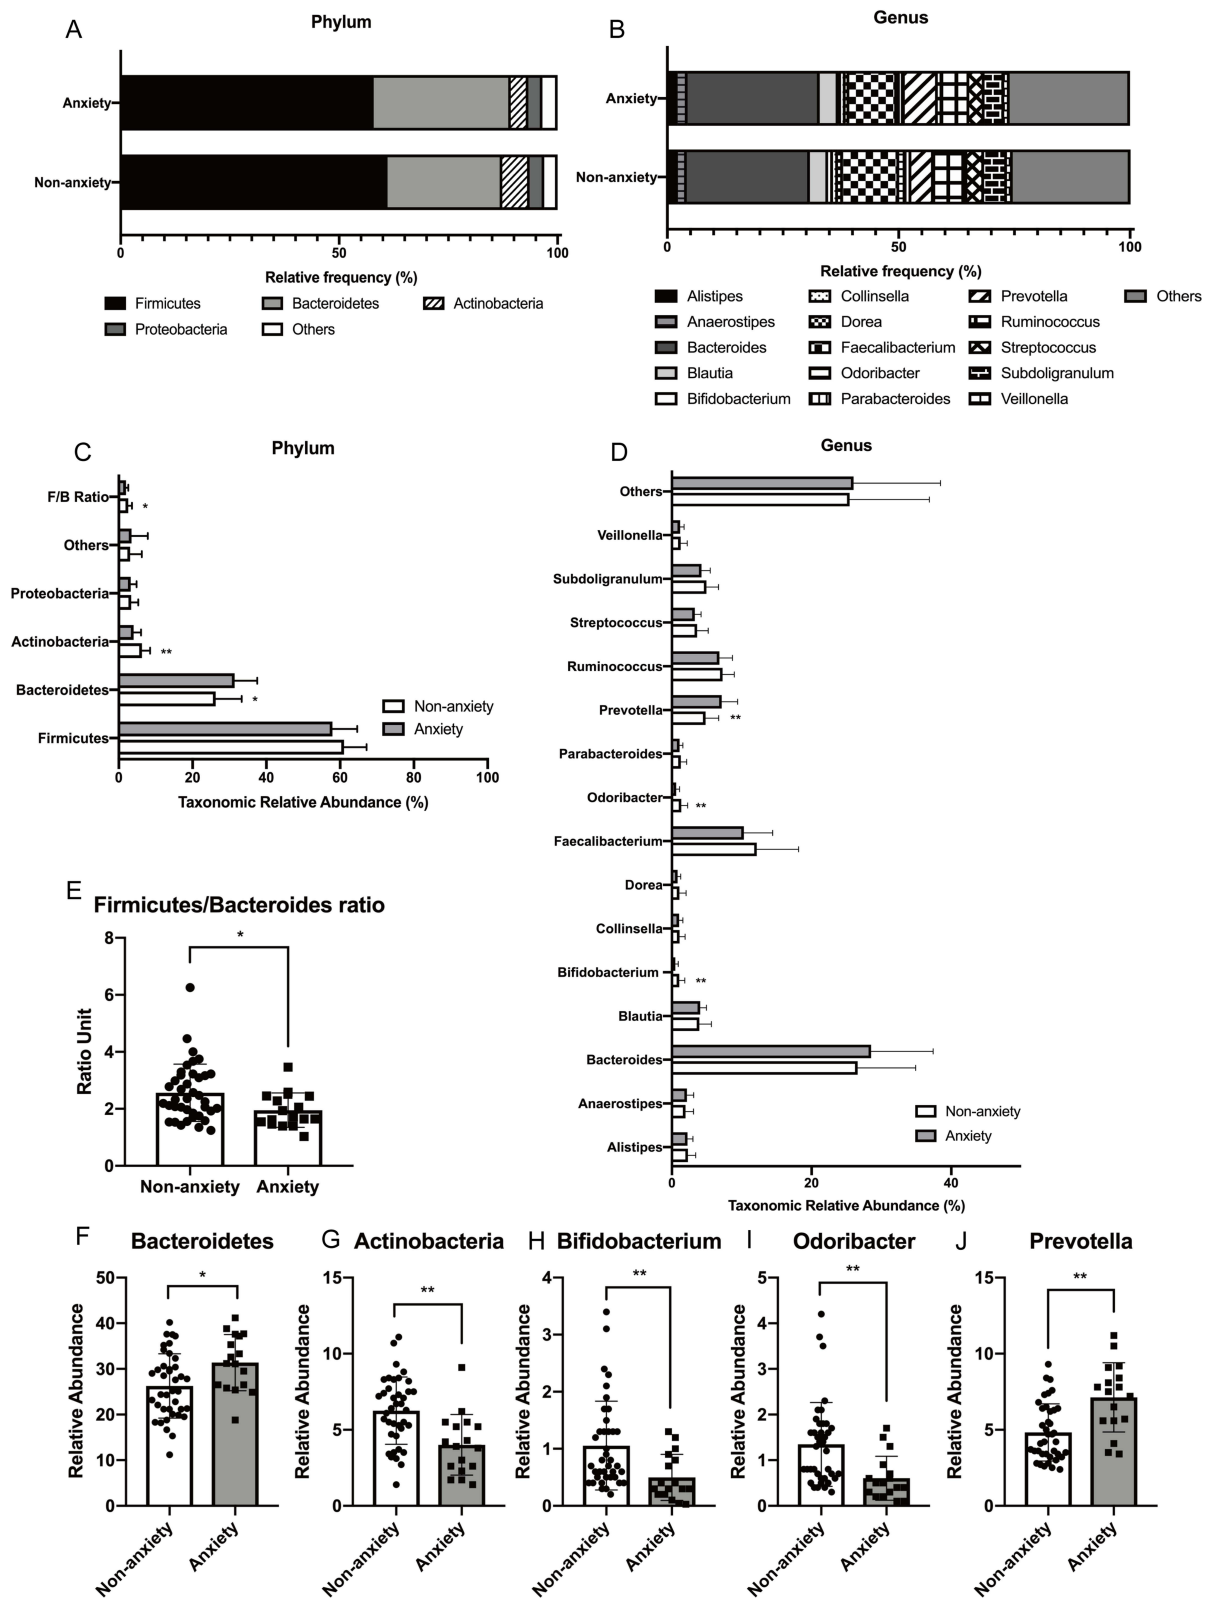 A
Phylum
Anxiety
Non-anxiety
0 50 100
Relative frequency (%)
Firmicutes Bacteroidetes Actinobacteria
Proteobacteria Others
B
Genus
Anxiety
Non-anxiety
0 50 100
Relative frequency (%)
Alistipes Collinsella Prevotella Others
Anaerostipes Dorea Ruminococcus
Bacteroides Faecalibacterium Streptococcus
Blautia Odoribacter Subdoligranulum
Bifidobacterium Parabacteroides Veillonella
C
Phylum
F/B Ratio
*
Others
Proteobacteria
Actinobacteria
**
Bacteroidetes
*
Firmicutes
Non-anxiety
Anxiety
0 20 40 60 80 100
Taxonomic Relative Abundance (%)
D
Genus
Others
Veillonella
Subdoligranulum
Streptococcus
Ruminococcus
Prevotella
**
Parabacteroides
Odoribacter
**
Faecalibacterium
Dorea
Collinsella
Bifidobacterium
**
Blautia
Bacteroides
Anaerostipes
Alistipes
Non-anxiety
Anxiety
0 20 40
Taxonomic Relative Abundance (%)
E
Firmicutes/Bacteroides ratio
*
Ratio Unit
8
6
4
2
0
Non-anxiety Anxiety
F
Bacteroidetes
*
Relative Abundance
50
40
30
20
10
0
Non-anxiety
Anxiety
G
Actinobacteria
**
Relative Abundance
15
10
5
0
Non-anxiety
Anxiety
H
Bifidobacterium
**
Relative Abundance
4
3
2
1
0
Non-anxiety
Anxiety
I
Odoribacter
**
Relative Abundance
5
4
3
2
1
0
Non-anxiety
Anxiety
J
Prevotella
**
Relative Abundance
15
10
5
0
Non-anxiety
Anxiety